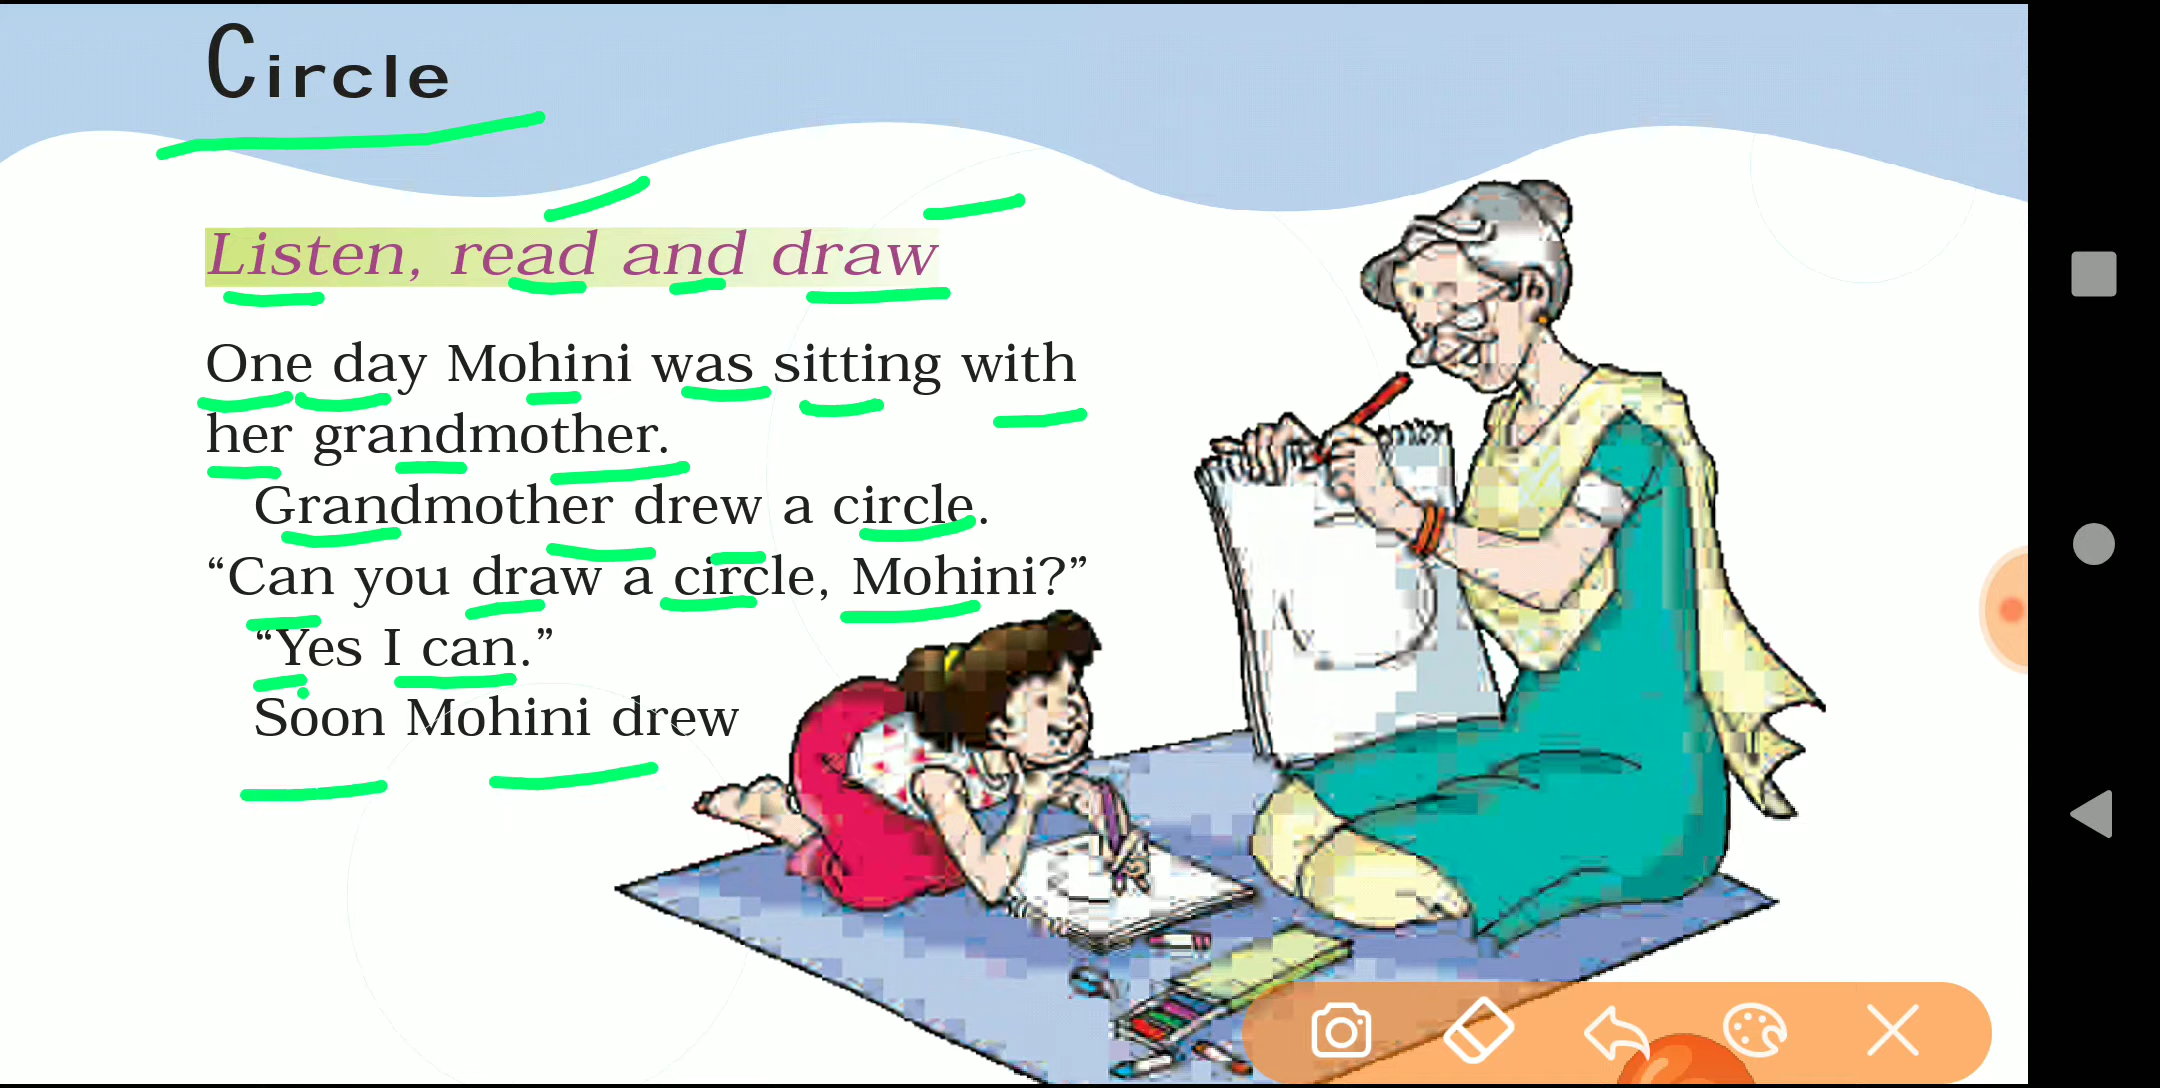 Circle
Listen, read and draw
One day Mohini was sitting with
her grandmother.
Grandmother drew a circle.
“Can you draw a circle, Mohini?”
“Yes I can.”
Soon Mohini drew